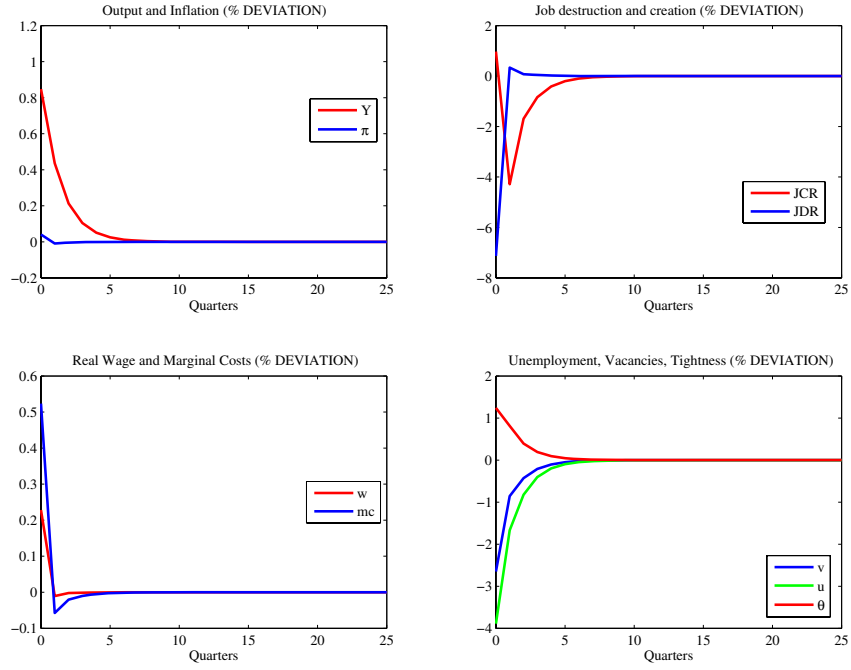 Output and Inflation (% DEVIATION)
1.2
1
0.8
0.6
0.4
0.2
0
−0.2
0 5 10 15 20 25
Quarters
Y
π
Job destruction and creation (% DEVIATION)
2
0
−2
−4
−6
−8
0 5 10 15 20 25
Quarters
JCR
JDR
Real Wage and Marginal Costs (% DEVIATION)
0.6
0.5
0.4
0.3
0.2
0.1
0
−0.1
0 5 10 15 20 25
Quarters
w
mc
Unemployment, Vacancies, Tightness (% DEVIATION)
2
1
0
−1
−2
−3
−4
0 5 10 15 20 25
Quarters
v
u
θ